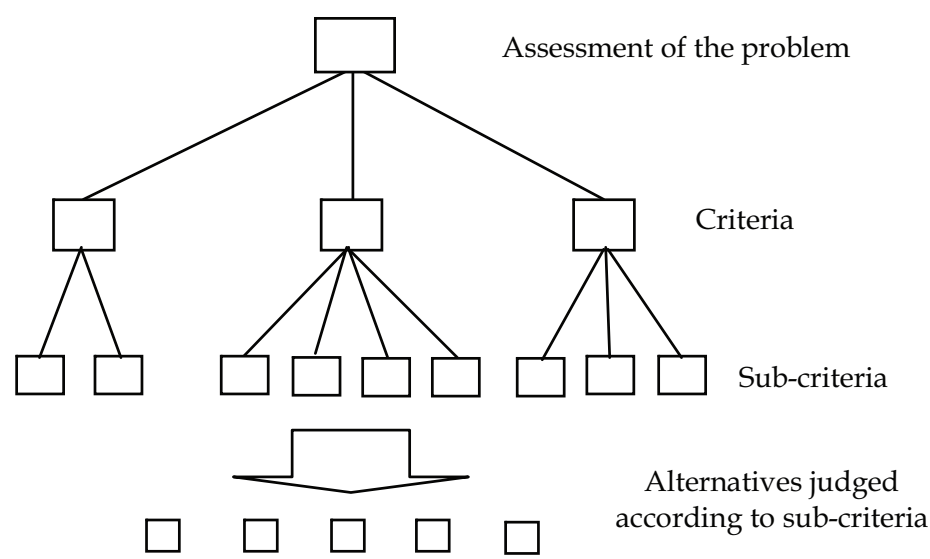 Assessment of the problem
Criteria
Sub-criteria
Alternatives judged
according to sub-criteria